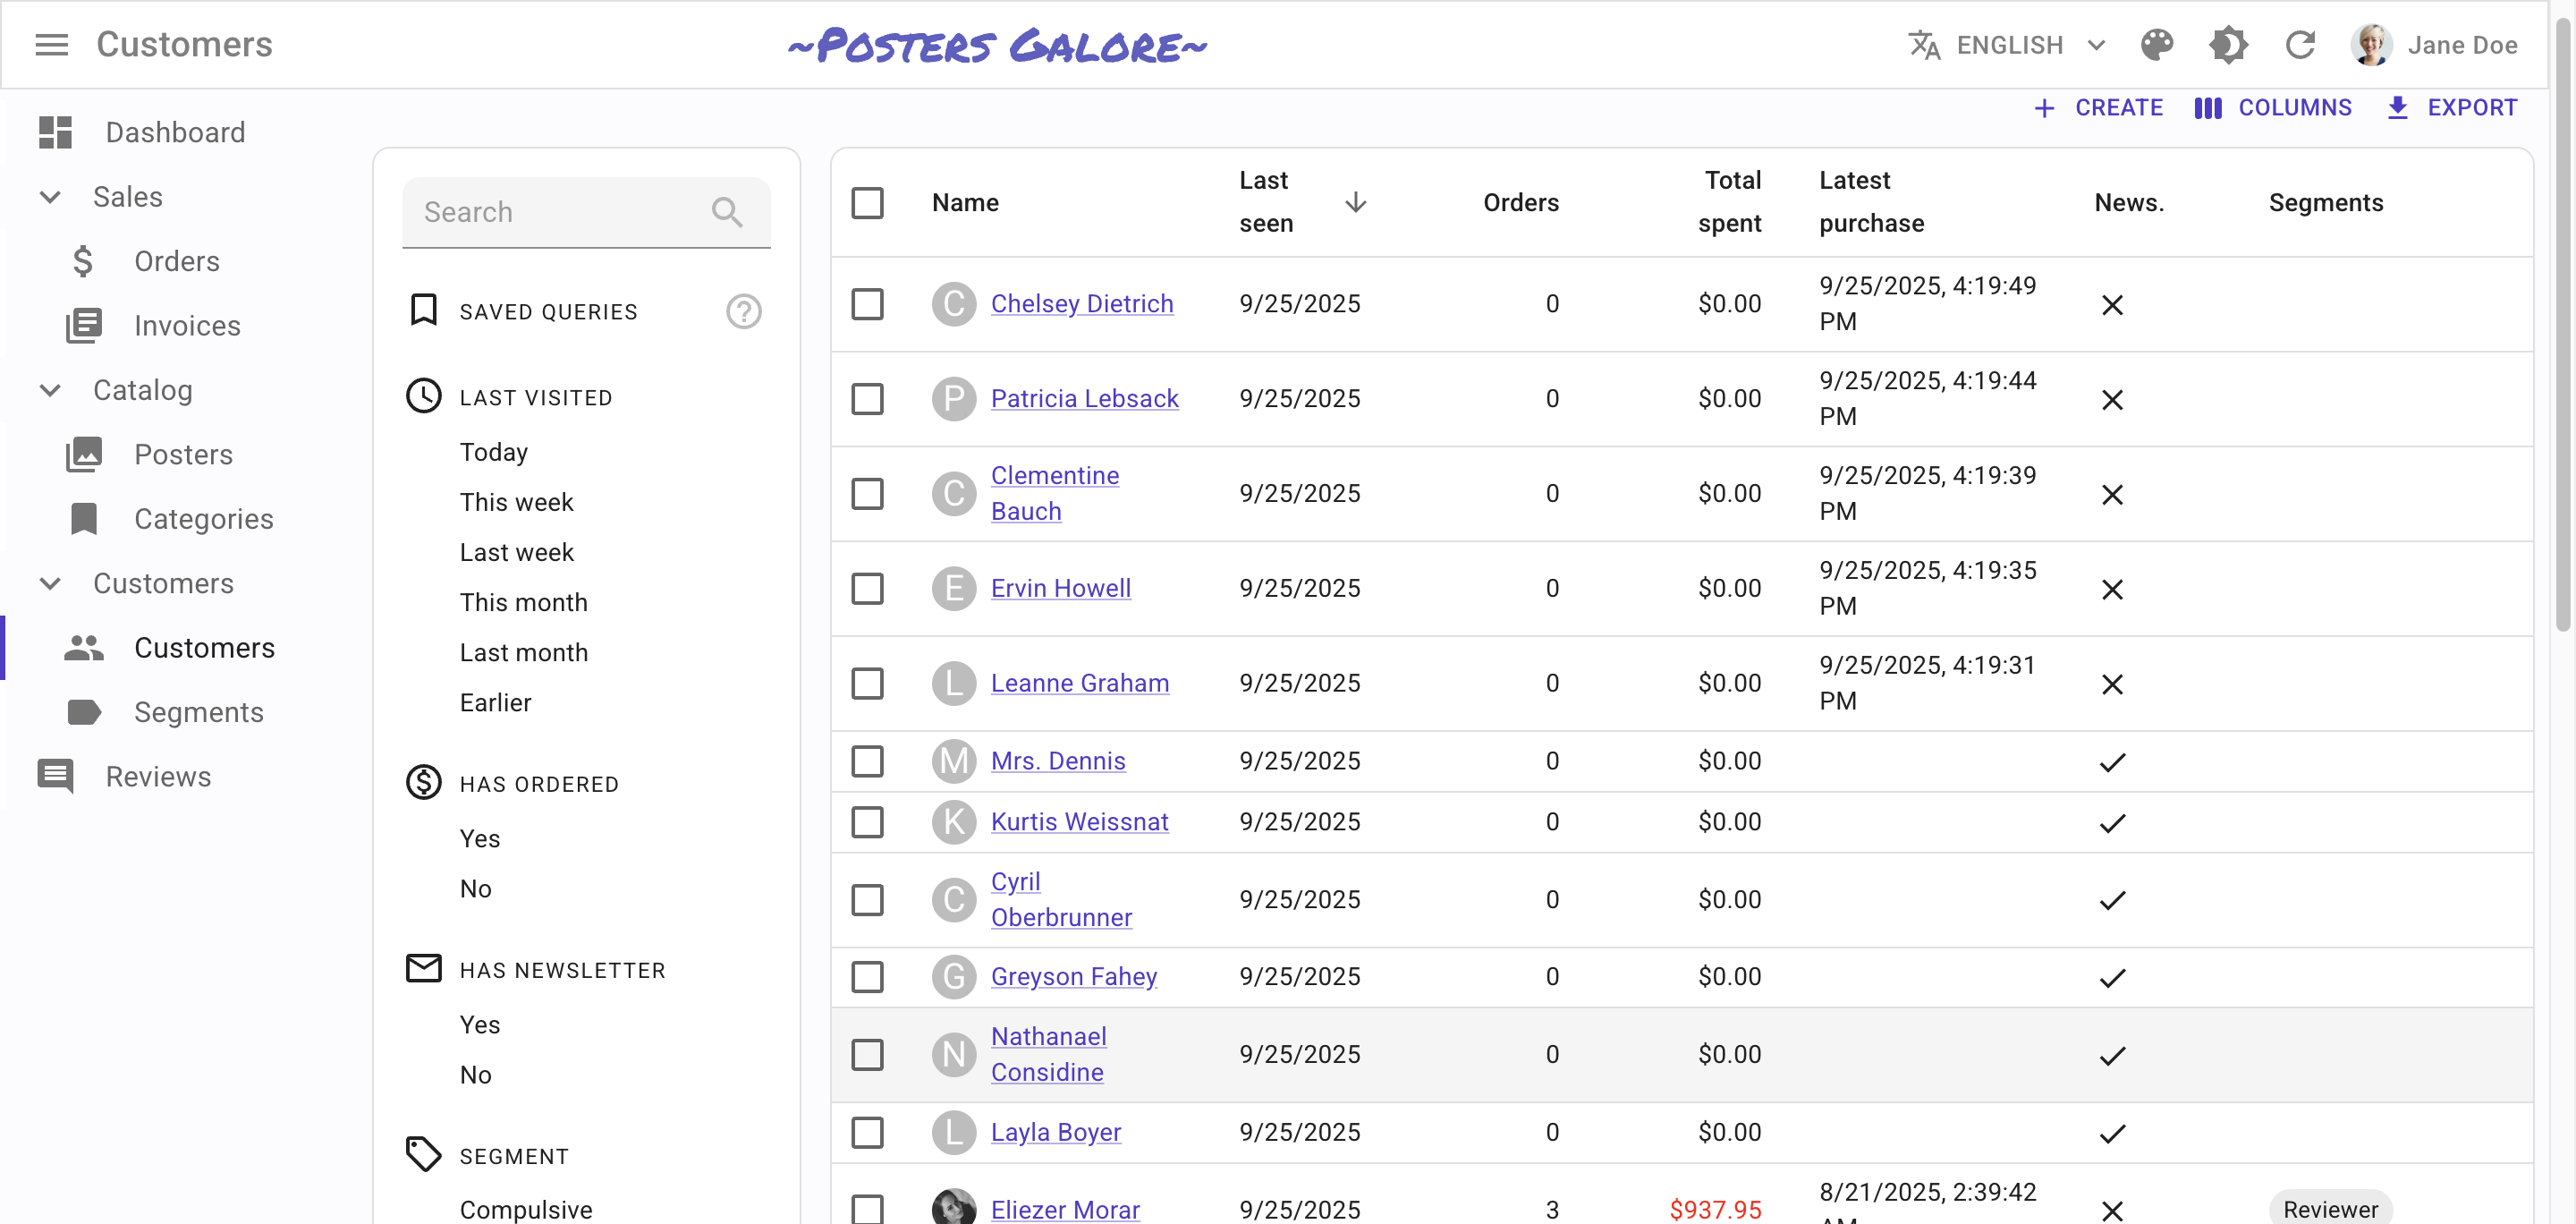 Customers
~Posters Galore~
ENGLISH
Jane Doe
CREATE
COLUMNS
EXPORT
Dashboard
Sales
Orders
Invoices
Catalog
Posters
Categories
Customers
Customers
Segments
Reviews
Search
SAVED QUERIES
?
LAST VISITED
Today
This week
Last week
This month
Last month
Earlier
HAS ORDERED
Yes
No
HAS NEWSLETTER
Yes
No
SEGMENT
Compulsive
Name
Last
seen
Orders
Total
spent
Latest
purchase
News.
Segments
C
Chelsey Dietrich
9/25/2025
0
$0.00
9/25/2025, 4:19:49
PM
P
Patricia Lebsack
9/25/2025
0
$0.00
9/25/2025, 4:19:44
PM
C
Clementine
Bauch
9/25/2025
0
$0.00
9/25/2025, 4:19:39
PM
E
Ervin Howell
9/25/2025
0
$0.00
9/25/2025, 4:19:35
PM
L
Leanne Graham
9/25/2025
0
$0.00
9/25/2025, 4:19:31
PM
M
Mrs. Dennis
9/25/2025
0
$0.00
K
Kurtis Weissnat
9/25/2025
0
$0.00
C
Cyril
Oberbrunner
9/25/2025
0
$0.00
G
Greyson Fahey
9/25/2025
0
$0.00
N
Nathanael
Considine
9/25/2025
0
$0.00
L
Layla Boyer
9/25/2025
0
$0.00
Eliezer Morar
9/25/2025
3
$937.95
8/21/2025, 2:39:42
AM
Reviewer